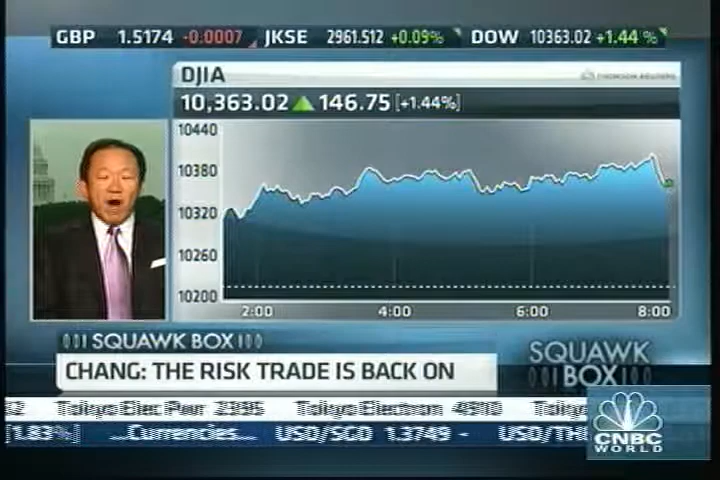 GBP 1.5174 -0.0007 JKSE 2961.512 +0.09% DOW 10363.02 +1.44 %
DJIA
THOMSON REUTERS
10,363.02 146.75 [+1.44%]
10440
10380
10320
10260
10200
2:00 4:00 6:00 8:00
SQUAWK BOX
CHANG: THE RISK TRADE IS BACK ON
SQUAWK
BOX
Tokyo Elec Pwr 2395 Tokyo Electron 4910 Tokyo
[1.83%] ...Currencies... USD/SGD 1.3749 - USD/TH
CNBC
WORLD